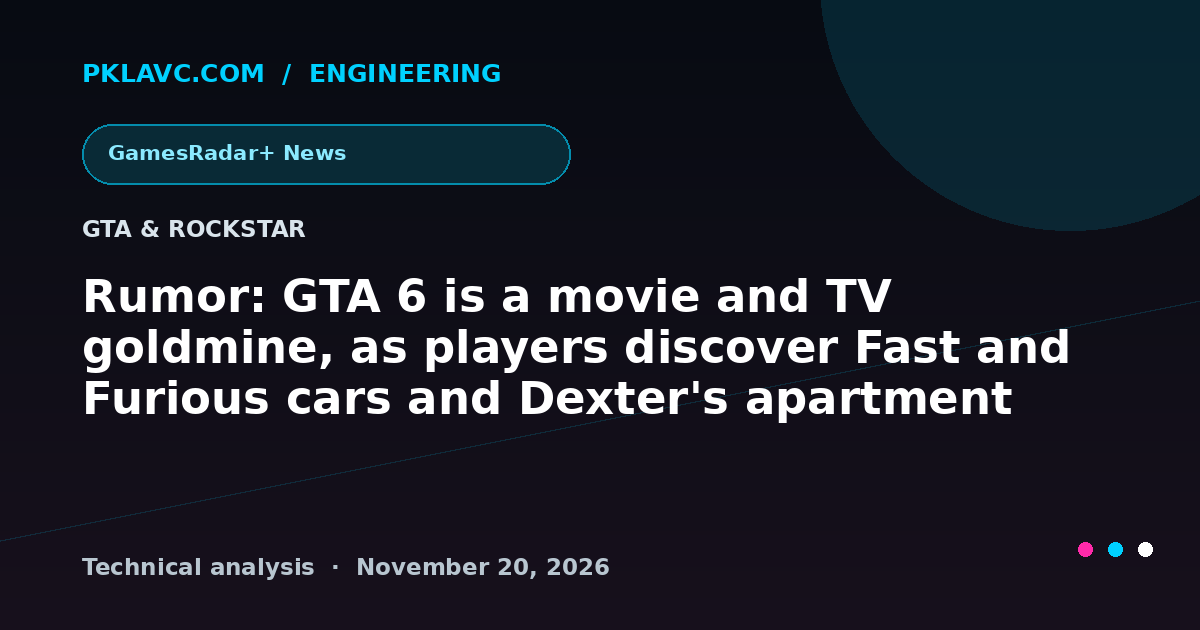 PKLAVC.COM / ENGINEERING
GamesRadar+ News
GTA & ROCKSTAR
Rumor: GTA 6 is a movie and TV
goldmine, as players discover Fast and
Furious cars and Dexter's apartment
Technical analysis · November 20, 2026